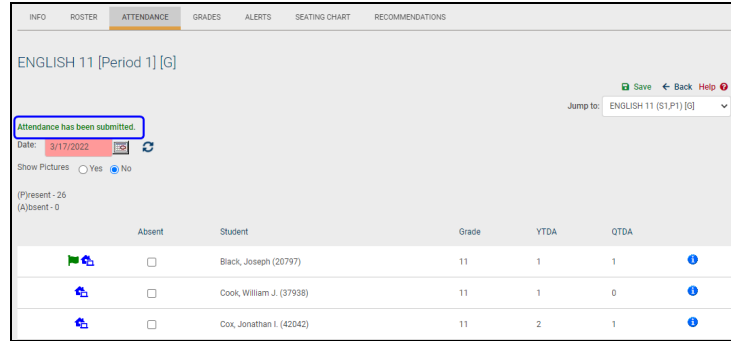 INFO ROSTER ATTENDANCE GRADES ALERTS SEATING CHART RECOMMENDATIONS
ENGLISH 11 [Period 1] [G]
Save Back Help
Jump to: ENGLISH 11 (S1,P1) [G]
Attendance has been submitted.
Date: 3/17/2022
Show Pictures Yes No
(P)resent - 26
(A)bsent - 0
Absent Student Grade YTDA QTDA
Black, Joseph (20797) 11 1 1
Cook, William J. (37938) 11 1 0
Cox, Jonathan I. (42042) 11 2 1